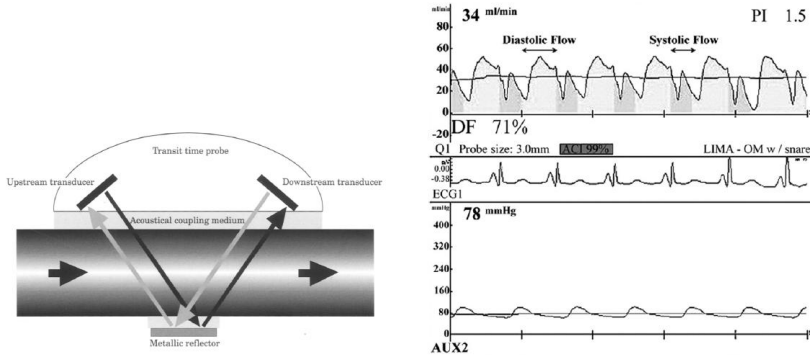 Transit time probe
Upstream transducer
Downstream transducer
Acoustical coupling medium
Metallic reflector
34 ml/min
PI 1.5
Diastolic Flow
Systolic Flow
80
60
40
20
0
-20
DF 71%
Q1 Probe size: 3.0mm ACI 99% LIMA - OM w / snare
0.00
-0.38
ECG1
mmHg
78 mmHg
400
320
240
160
80
0
AUX2